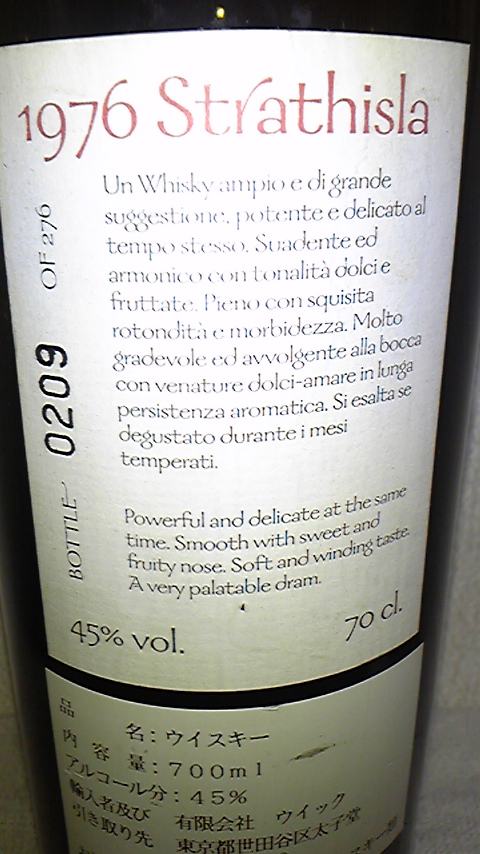 1976 Strathisla
Un Whisky ampio e di grande
suggestione, potente e delicato al
tempo stesso. Suadente ed
armonico con tonalità dolci e
fruttate. Pieno con squisita
rotondità e morbidezza. Molto
gradevole ed avvolgente alla bocca
con venature dolci-amare in lunga
persistenza aromatica. Si esalta se
degustato durante i mesi
temperati.
BOTTLE 0209 OF 276
Powerful and delicate at the same
time. Smooth with sweet and
fruity nose. Soft and winding taste.
A very palatable dram.
45% vol. 70 cl.
品 名：ウイスキー
内 容 量：700ml
アルコール分：45%
輸入者及び 有限会社 ウイック
引き取り先 東京都世田谷区太子堂